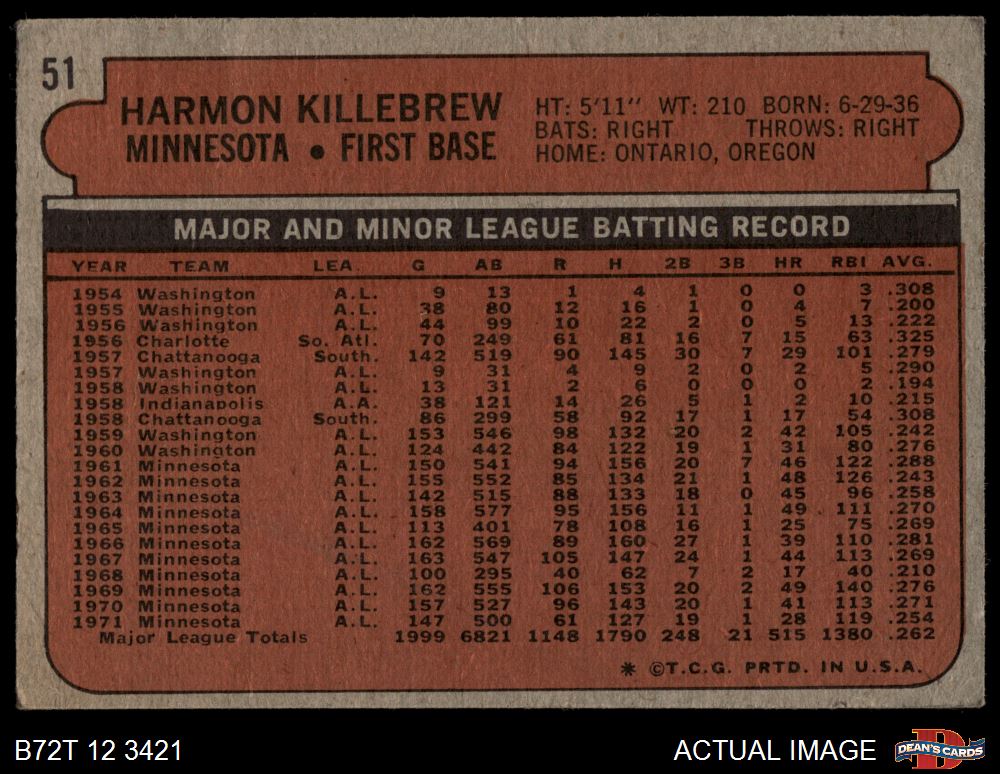 51
HARMON KILLEBREW
MINNESOTA • FIRST BASE
HT: 5'11" WT: 210 BORN: 6-29-36
BATS: RIGHT THROWS: RIGHT
HOME: ONTARIO, OREGON
MAJOR AND MINOR LEAGUE BATTING RECORD
YEAR TEAM LEA G AB R H 2B 3B HR RBI AVG.
1954 Washington A.L. 9 13 1 4 1 0 0 3 .308
1955 Washington A.L. 38 80 12 16 1 0 4 7 .200
1956 Washington A.L. 44 99 10 22 2 0 5 13 .222
1956 Charlotte So. Atl. 70 249 61 81 16 7 15 63 .325
1957 Chattanooga South. 142 519 90 145 30 7 29 101 .279
1957 Washington A.L. 9 31 4 9 2 0 2 5 .290
1958 Washington A.L. 13 31 2 6 0 0 0 2 .194
1958 Indianapolis A.A. 38 121 14 26 5 1 2 10 .215
1958 Chattanooga South. 86 299 58 92 17 1 17 54 .308
1959 Washington A.L. 153 546 98 132 20 2 42 105 .242
1960 Washington A.L. 124 442 84 122 19 1 31 80 .276
1961 Minnesota A.L. 150 541 94 156 20 7 46 122 .288
1962 Minnesota A.L. 155 552 85 134 21 1 48 126 .243
1963 Minnesota A.L. 142 515 88 133 18 0 45 96 .258
1964 Minnesota A.L. 158 577 95 156 11 1 49 111 .270
1965 Minnesota A.L. 113 401 78 108 16 1 25 75 .269
1966 Minnesota A.L. 162 569 89 160 27 1 39 110 .281
1967 Minnesota A.L. 163 547 105 147 24 1 44 113 .269
1968 Minnesota A.L. 100 295 40 62 7 2 17 40 .210
1969 Minnesota A.L. 162 555 106 153 20 2 49 140 .276
1970 Minnesota A.L. 157 527 96 143 20 1 41 113 .271
1971 Minnesota A.L. 147 500 61 127 19 1 28 119 .254
Major League Totals 1999 6821 1148 1790 248 21 515 1380 .262
* ©T.C.G. PRTD. IN U.S.A.
B72T 12 3421
ACTUAL IMAGE
DEAN'S CARDS